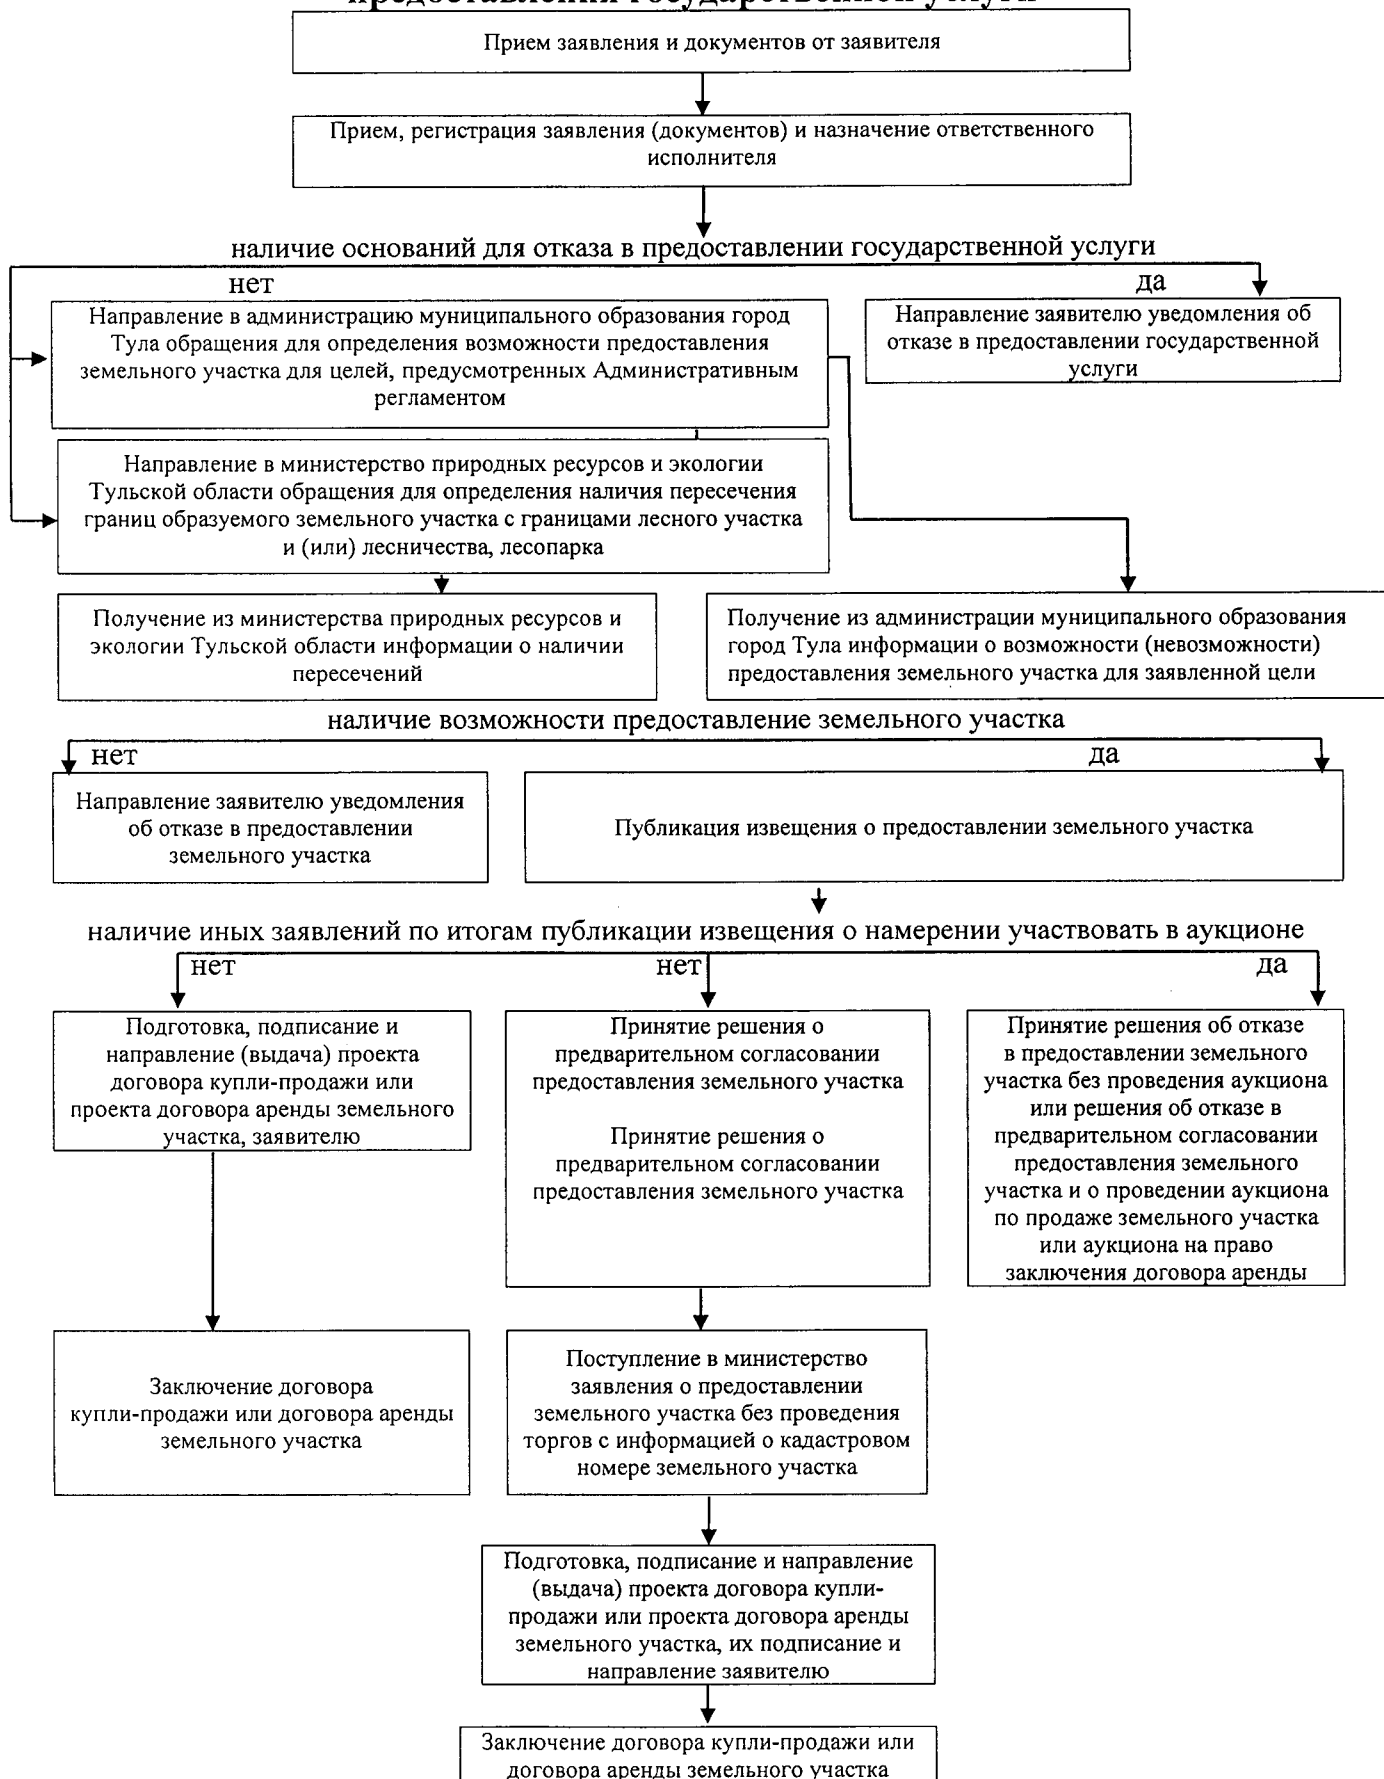 предоставления государственной услуги
Прием заявления и документов от заявителя
Прием, регистрация заявления (документов) и назначение ответственного
исполнителя
наличие оснований для отказа в предоставлении государственной услуги
нет
да
Направление в администрацию муниципального образования город
Тула обращения для определения возможности предоставления
земельного участка для целей, предусмотренных Административным
регламентом
Направление заявителю уведомления об
отказе в предоставлении государственной
услуги
Направление в министерство природных ресурсов и экологии
Тульской области обращения для определения наличия пересечения
границ образуемого земельного участка с границами лесного участка
и (или) лесничества, лесопарка
Получение из министерства природных ресурсов и
экологии Тульской области информации о наличии
пересечений
Получение из администрации муниципального образования
город Тула информации о возможности (невозможности)
предоставления земельного участка для заявленной цели
наличие возможности предоставление земельного участка
нет
да
Направление заявителю уведомления
об отказе в предоставлении
земельного участка
Публикация извещения о предоставлении земельного участка
наличие иных заявлений по итогам публикации извещения о намерении участвовать в аукционе
нет
нет
да
Подготовка, подписание и
направление (выдача) проекта
договора купли-продажи или
проекта договора аренды земельного
участка, заявителю
Принятие решения о
предварительном согласовании
предоставления земельного участка
Принятие решения о
предварительном согласовании
предоставления земельного участка
Принятие решения об отказе
в предоставлении земельного
участка без проведения аукциона
или решения об отказе в
предварительном согласовании
предоставления земельного
участка и о проведении аукциона
по продаже земельного участка
или аукциона на право
заключения договора аренды
Заключение договора
купли-продажи или договора аренды
земельного участка
Поступление в министерство
заявления о предоставлении
земельного участка без проведения
торгов с информацией о кадастровом
номере земельного участка
Подготовка, подписание и направление
(выдача) проекта договора купли-
продажи или проекта договора аренды
земельного участка, их подписание и
направление заявителю
Заключение договора купли-продажи или
договора аренды земельного участка